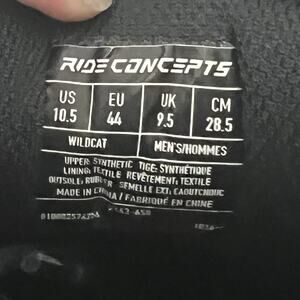 RIDE CONCEPTS
US EU UK CM
10.5 44 9.5 28.5
WILDCAT MEN'S/HOMMES
UPPER: SYNTHETIC TIGE: SYNTHÉTIQUE
LINING: TEXTILE REVÊTEMENT: TEXTILE
OUTSOLE: RUBBER SEMELLE EXT: CAOUTCHOUC
MADE IN CHINA / FABRIQUÉ EN CHINE